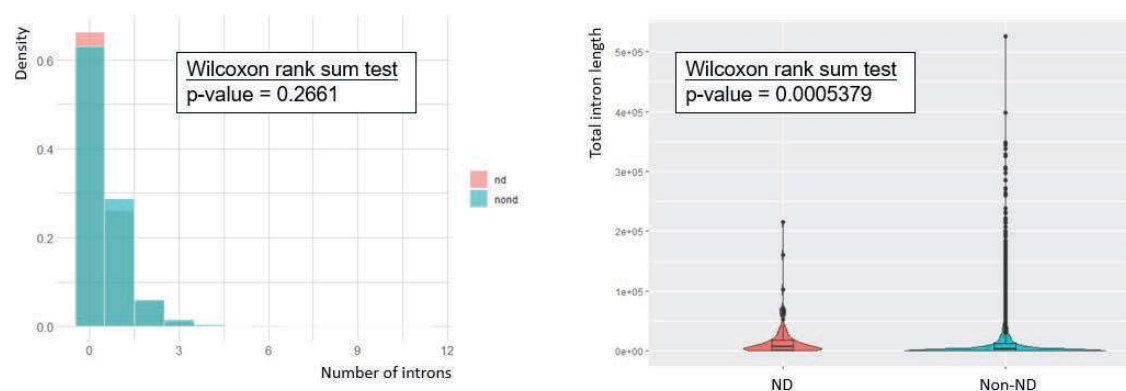 Density
0.6
0.4
0.2
0.0
0
3
6
9
12
Number of introns
Wilcoxon rank sum test
p-value = 0.2661
nd
nond
Total intron length
5e+05
4e+05
3e+05
2e+05
1e+05
0e+00
ND
Non-ND
Wilcoxon rank sum test
p-value = 0.0005379